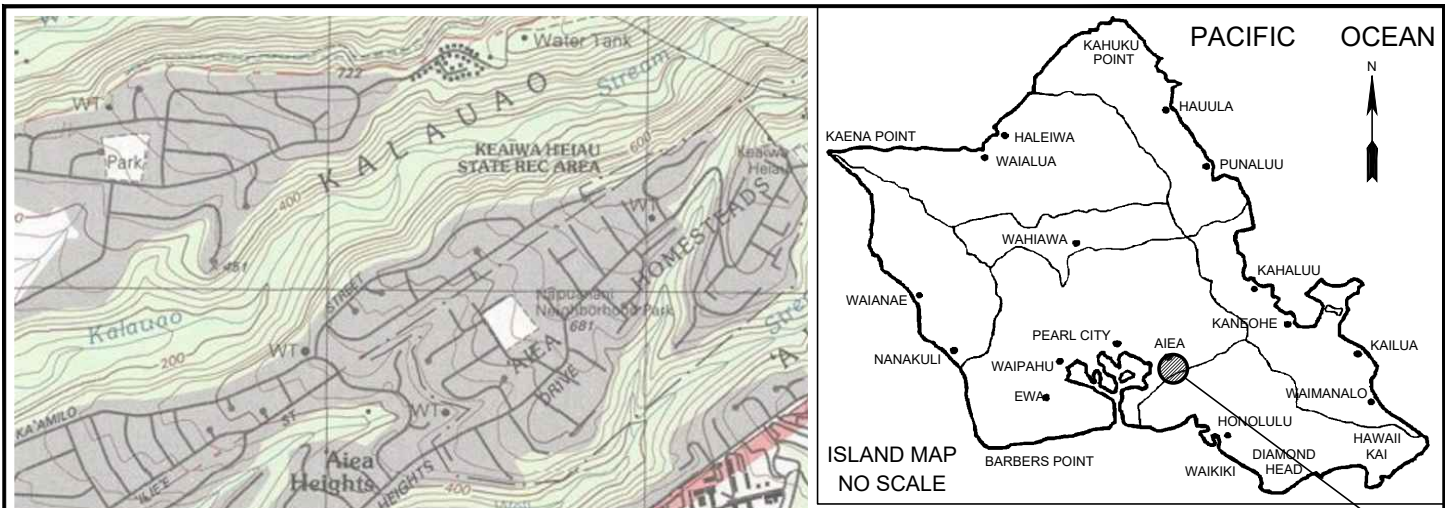 Water Tank
722
Stream
WT
KALAUAO
Park
KEAIWA HEIAU
STATE REC AREA
600
Keaiwa
Heiau
400
WT
481
HOMESTEADS
STREET
Neighborhood Park
681
Kalauao
200
WT
AIEA
DRIVE
KA'AMILO
ST
WT
Aiea
Heights
HEIGHTS
400
PACIFIC OCEAN
KAHUKU
POINT
N
HAUULA
KAENA POINT
HALEIWA
WAIALUA
PUNALUU
WAHIAWA
KAHALUU
WAIANAE
KANEOHE
PEARL CITY
AIEA
KAILUA
NANAKULI
WAIPAHU
EWA
WAIMANALO
HONOLULU
HAWAII
KAI
DIAMOND
HEAD
WAIKIKI
BARBERS POINT
ISLAND MAP
NO SCALE